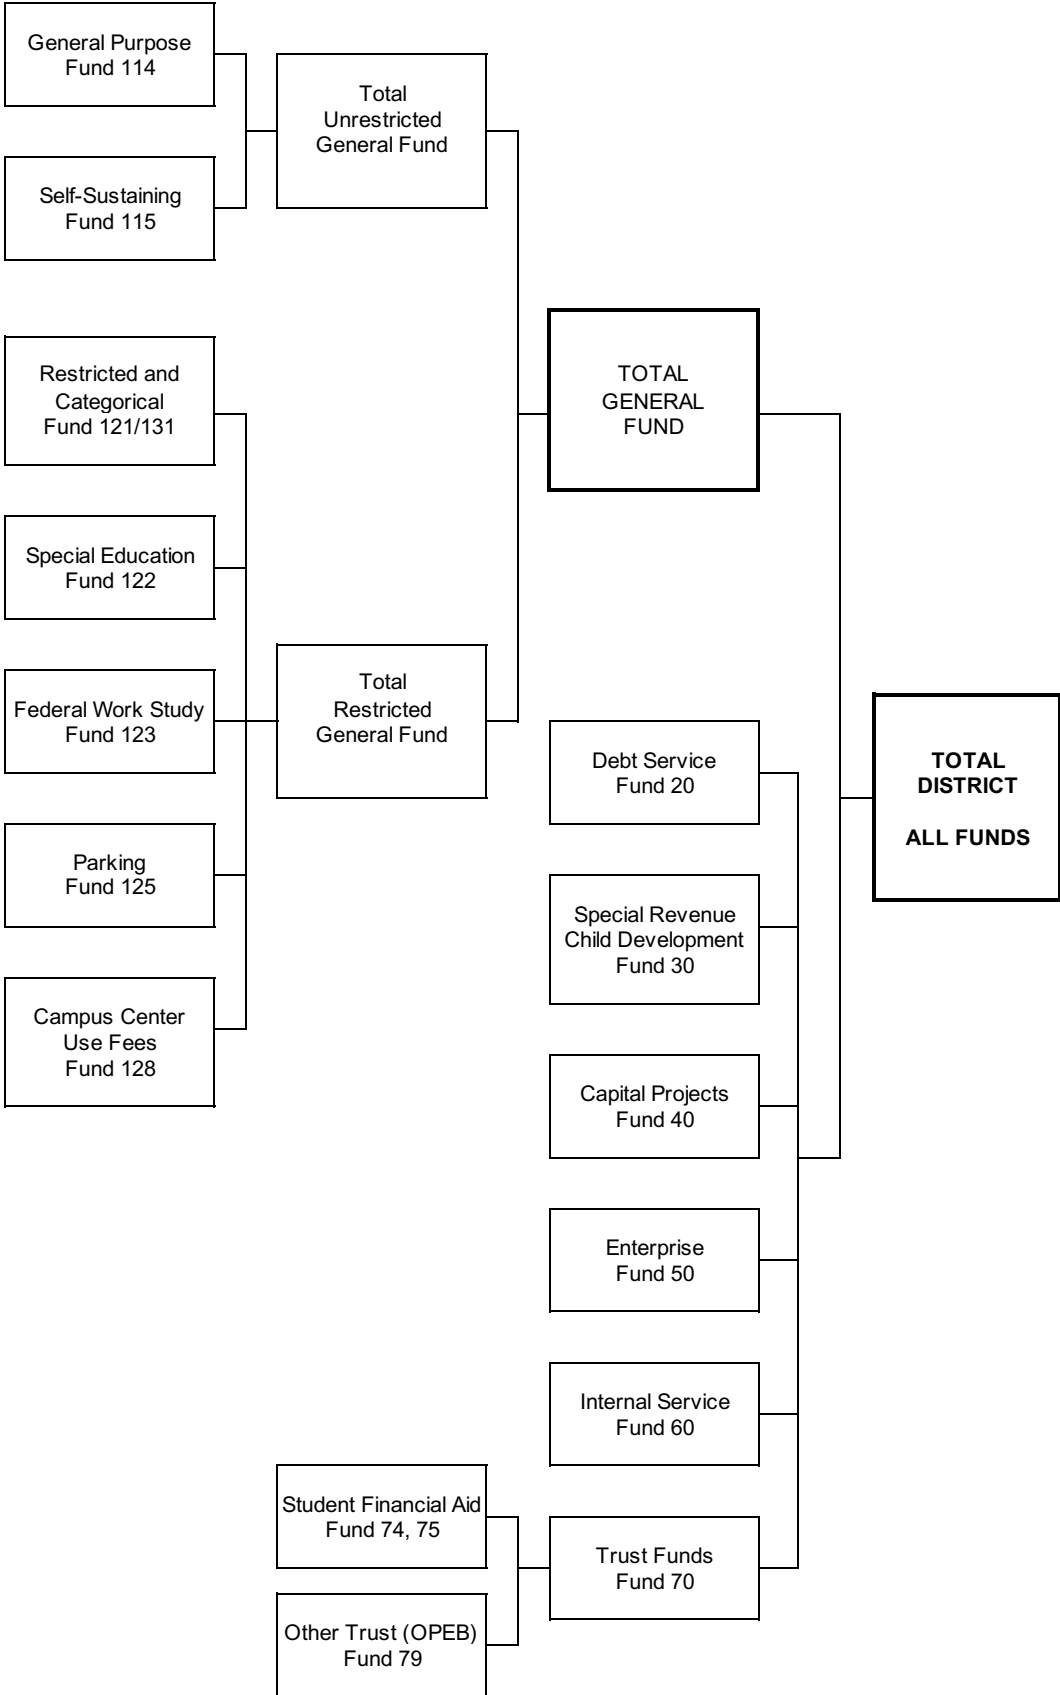 General Purpose
Fund 114
Total
Unrestricted
General Fund
Self-Sustaining
Fund 115
Restricted and
Categorical
Fund 121/131
TOTAL
GENERAL
FUND
Special Education
Fund 122
Federal Work Study
Fund 123
Total
Restricted
General Fund
Debt Service
Fund 20
TOTAL
DISTRICT
ALL FUNDS
Parking
Fund 125
Special Revenue
Child Development
Fund 30
Campus Center
Use Fees
Fund 128
Capital Projects
Fund 40
Enterprise
Fund 50
Internal Service
Fund 60
Student Financial Aid
Fund 74, 75
Trust Funds
Fund 70
Other Trust (OPEB)
Fund 79